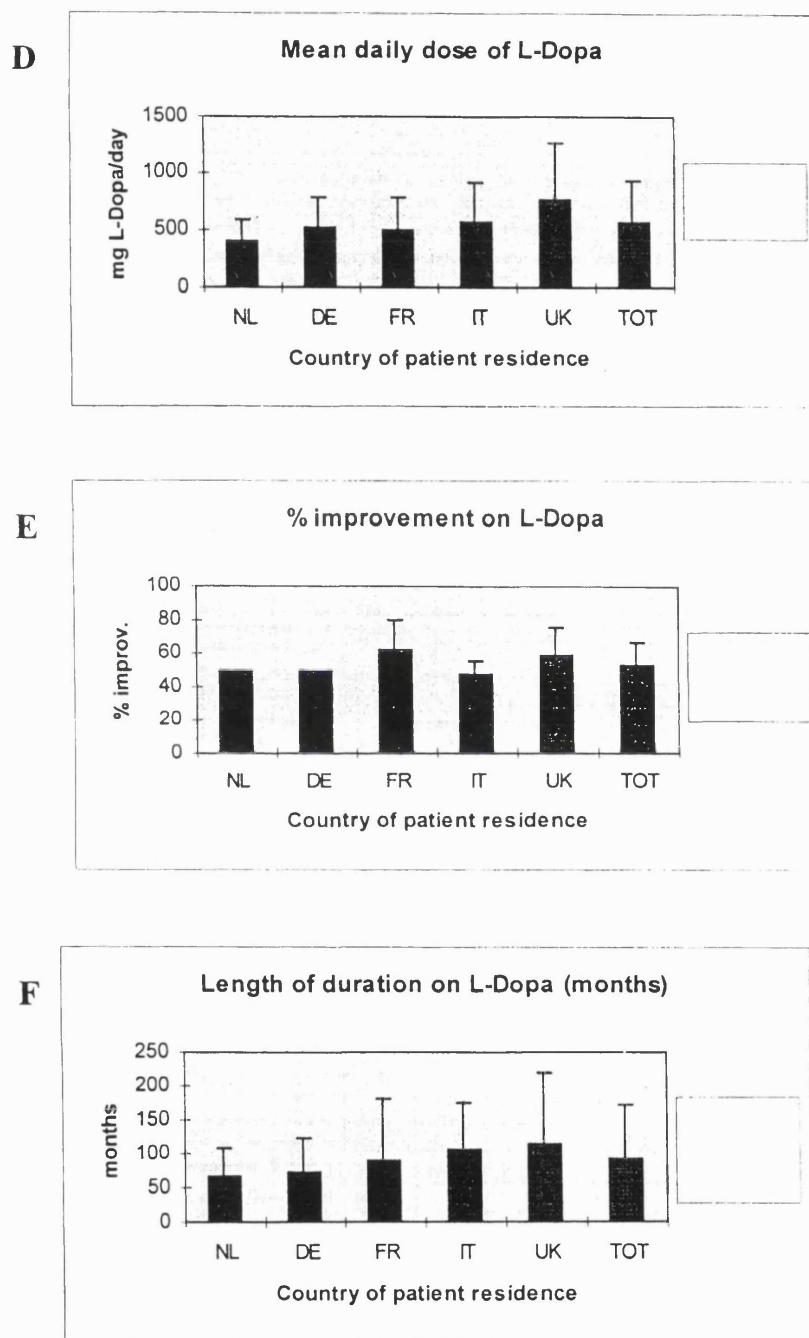 D
Mean daily dose of L-Dopa
mg L-Dopa/day
1500
1000
500
0
NL DE FR IT UK TOT
Country of patient residence
E
% improvement on L-Dopa
% improv.
100
80
60
40
20
0
NL DE FR IT UK TOT
Country of patient residence
F
Length of duration on L-Dopa (months)
months
250
200
150
100
50
0
NL DE FR IT UK TOT
Country of patient residence